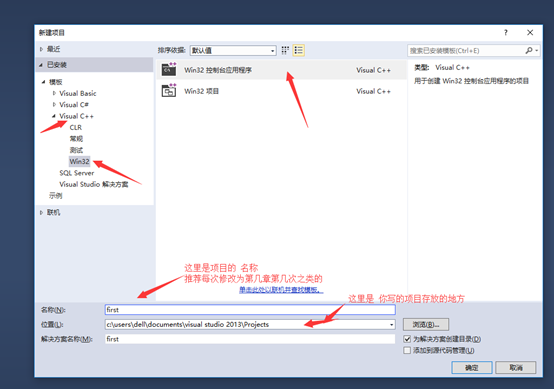 新建项目
? ×
最近
已安装
排序依据: 默认值
搜索已安装模板(Ctrl+E)
模板
Visual Basic
Visual C#
Visual C++
CLR
常规
测试
Win32
SQL Server
Visual Studio 解决方案
示例
联机
Win32 控制台应用程序 Visual C++
Win32 项目 Visual C++
类型: Visual C++
用于创建 Win32 控制台应用程序的项目
这里是项目的 名称
推荐每次修改为第几章第几次之类的
单击此处以联机并查找模板。
这里是 你写的项目存放的地方
名称(N): first
位置(L): c:\users\dell\documents\visual studio 2013\Projects 浏览(B)...
解决方案名称(M): first
为解决方案创建目录(D)
添加到源代码管理(U)
确定 取消